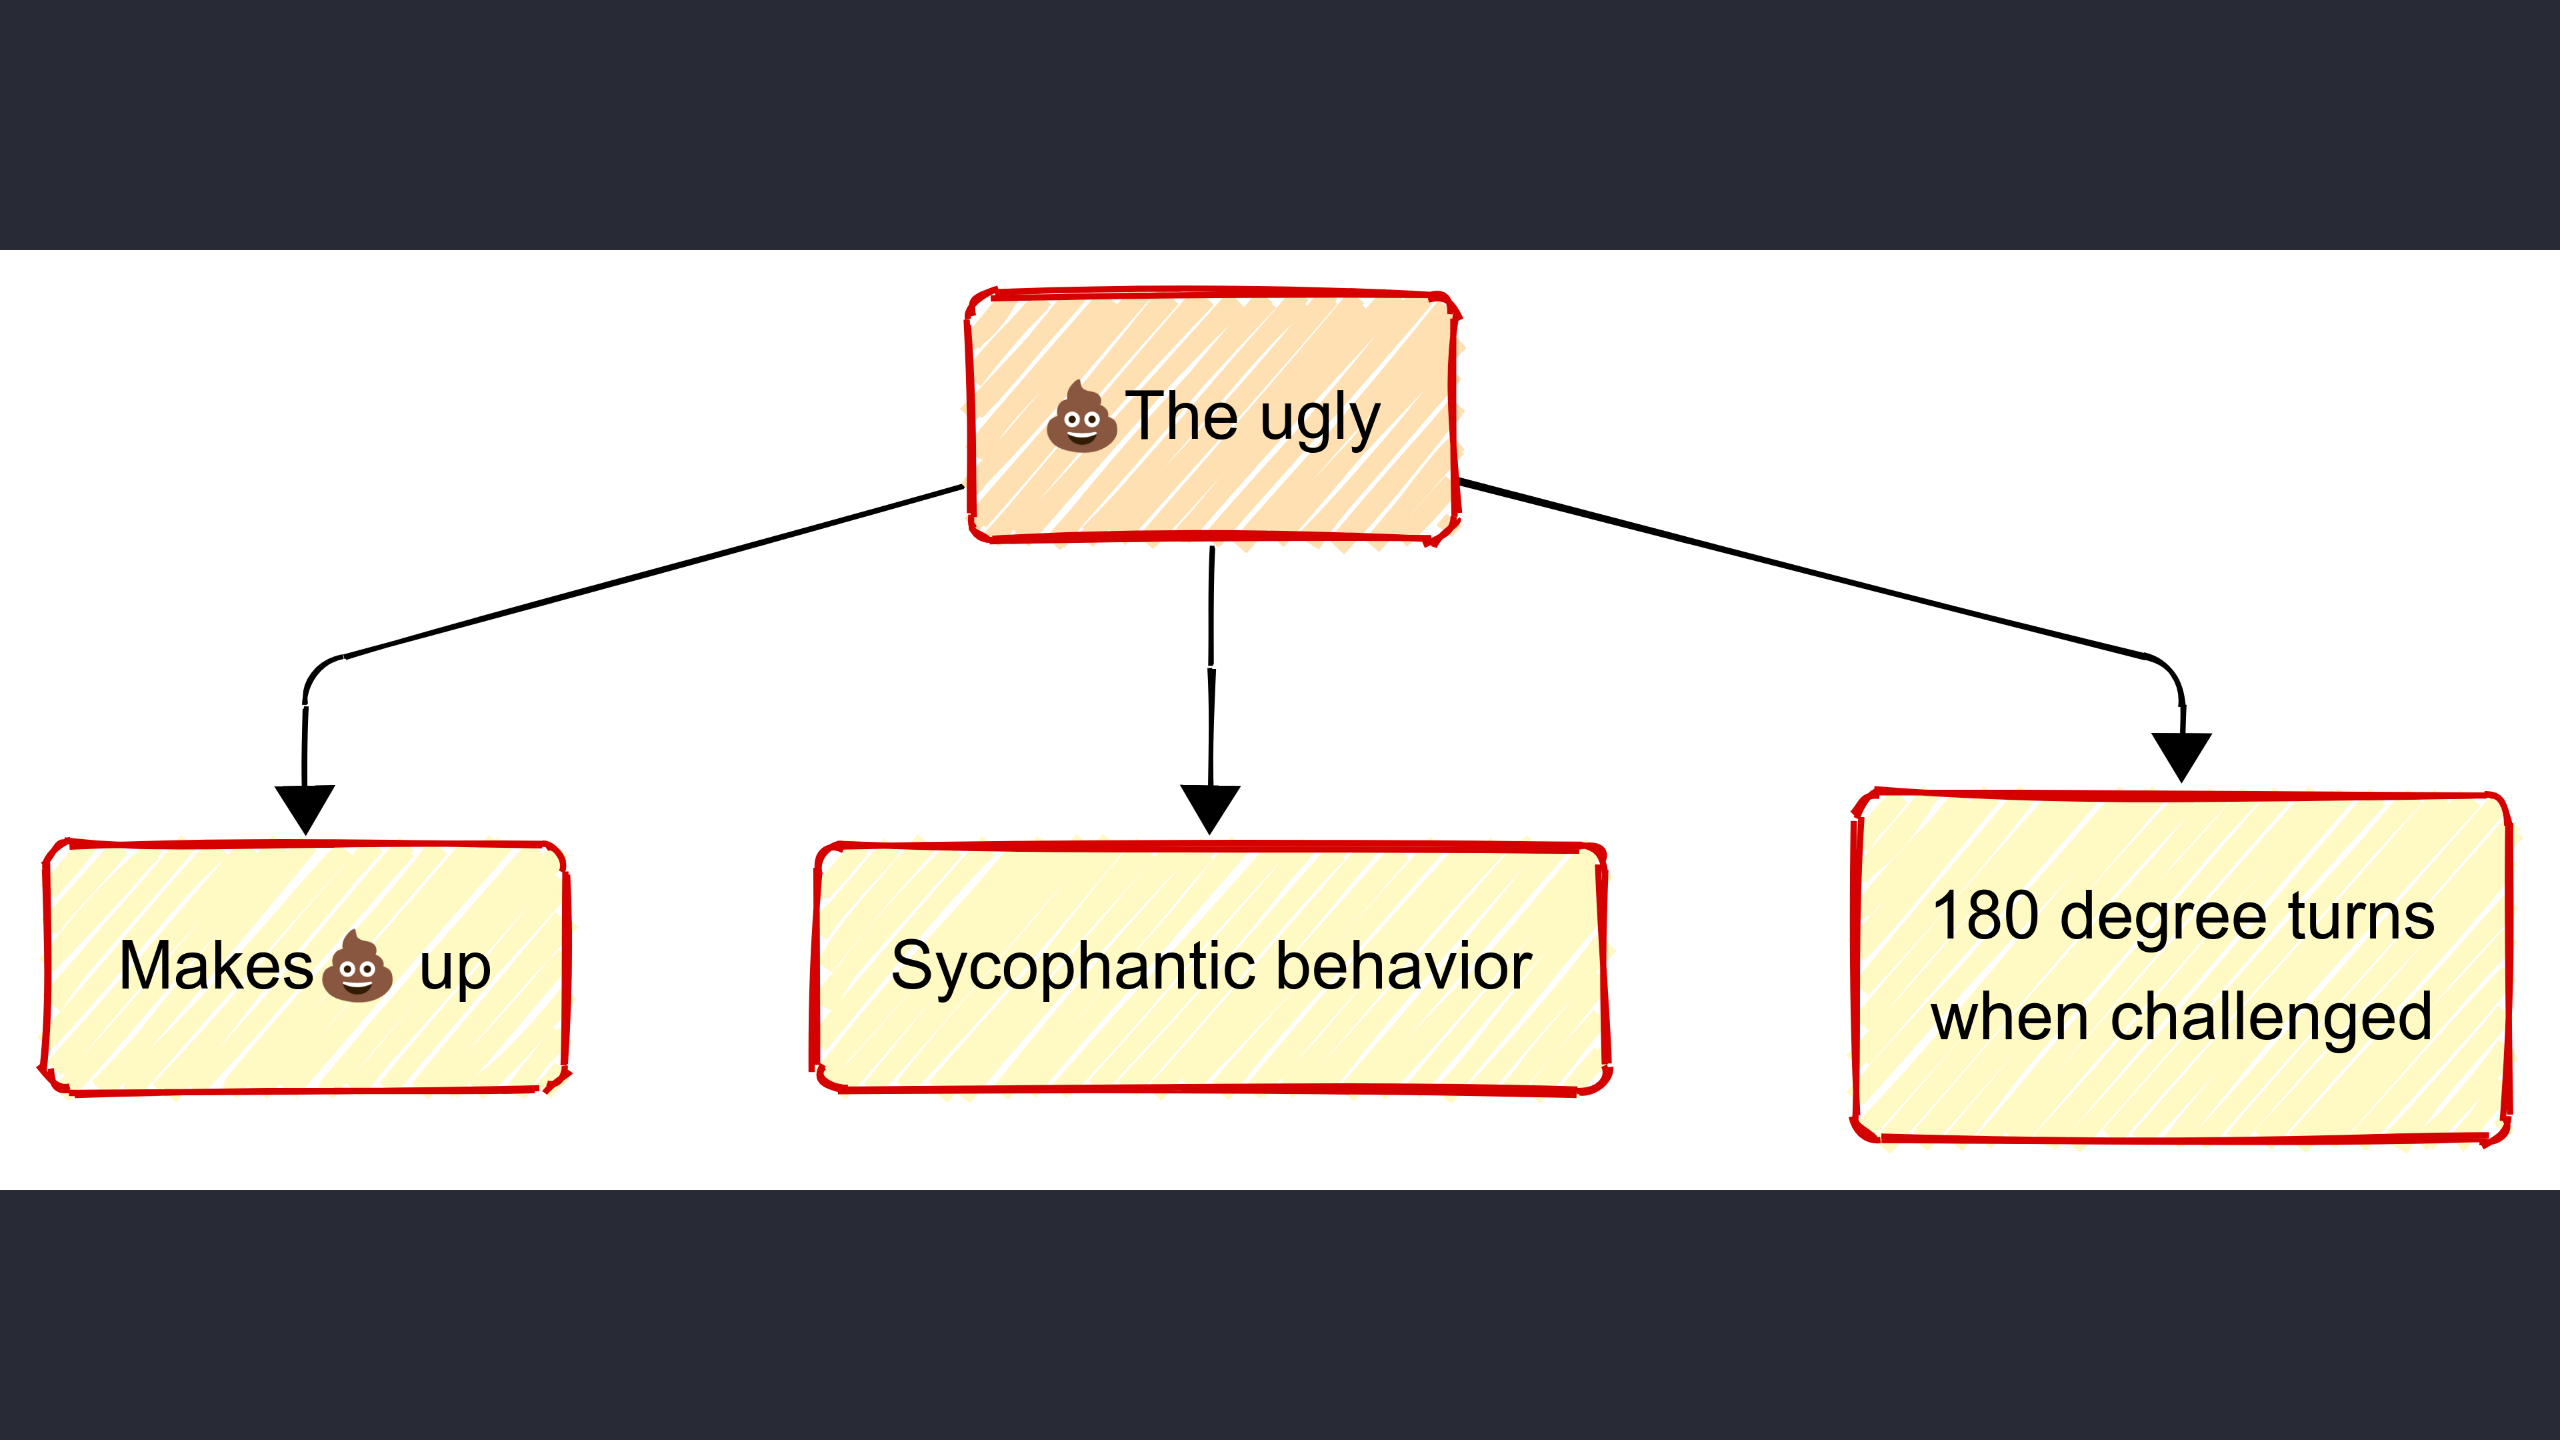 💩The ugly
Makes💩 up
Sycophantic behavior
180 degree turns
when challenged